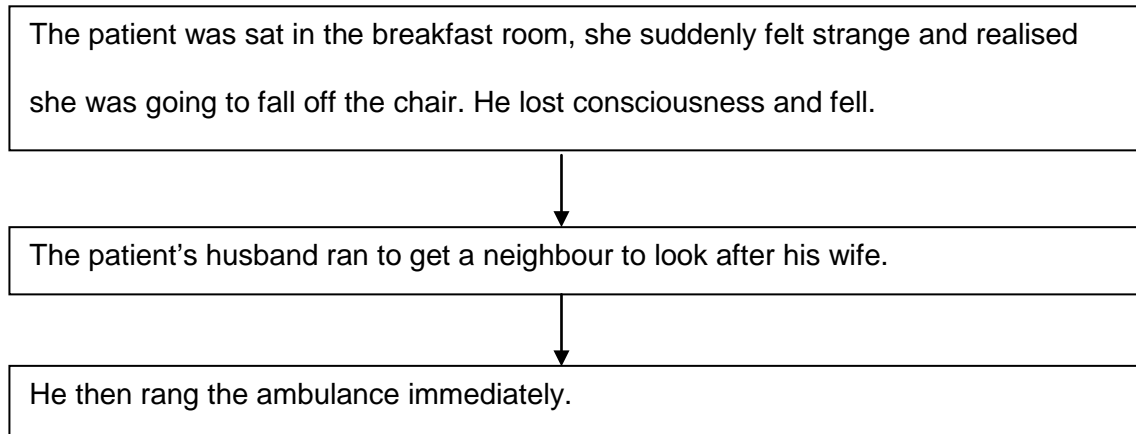 The patient was sat in the breakfast room, she suddenly felt strange and realised
she was going to fall off the chair. He lost consciousness and fell.
The patient’s husband ran to get a neighbour to look after his wife.
He then rang the ambulance immediately.